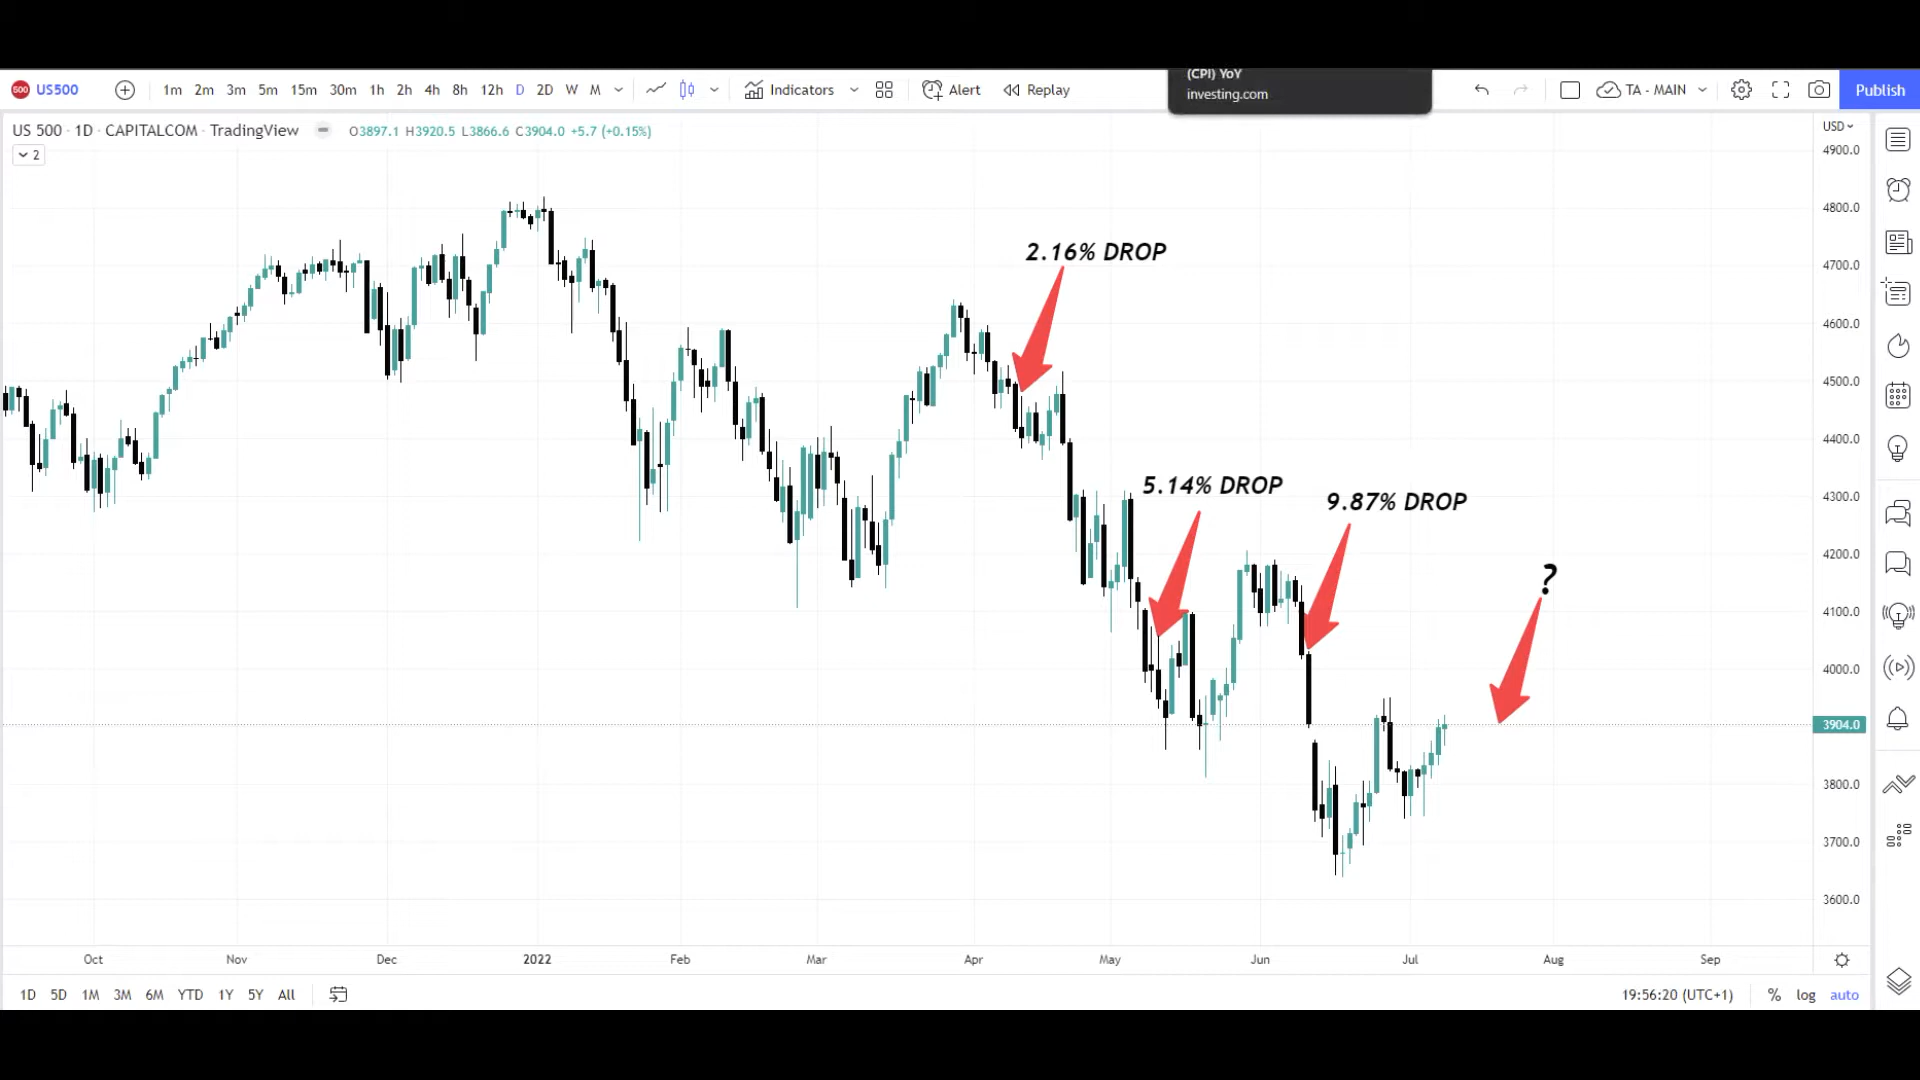 (CPI) YoY
investing.com
500 US500 1m 2m 3m 5m 15m 30m 1h 2h 4h 8h 12h D 2D W M Indicators Alert Replay TA - MAIN Publish
US 500 · 1D · CAPITALCOM · TradingView O3897.1 H3920.5 L3866.6 C3904.0 +5.7 (+0.15%)
2
USD
4900.0
4800.0
4700.0
4600.0
4500.0
4400.0
4300.0
4200.0
4100.0
4000.0
3904.0
3800.0
3700.0
3600.0
2.16% DROP
5.14% DROP
9.87% DROP
?
Oct Nov Dec 2022 Feb Mar Apr May Jun Jul Aug Sep
1D 5D 1M 3M 6M YTD 1Y 5Y All 19:56:20 (UTC+1) % log auto